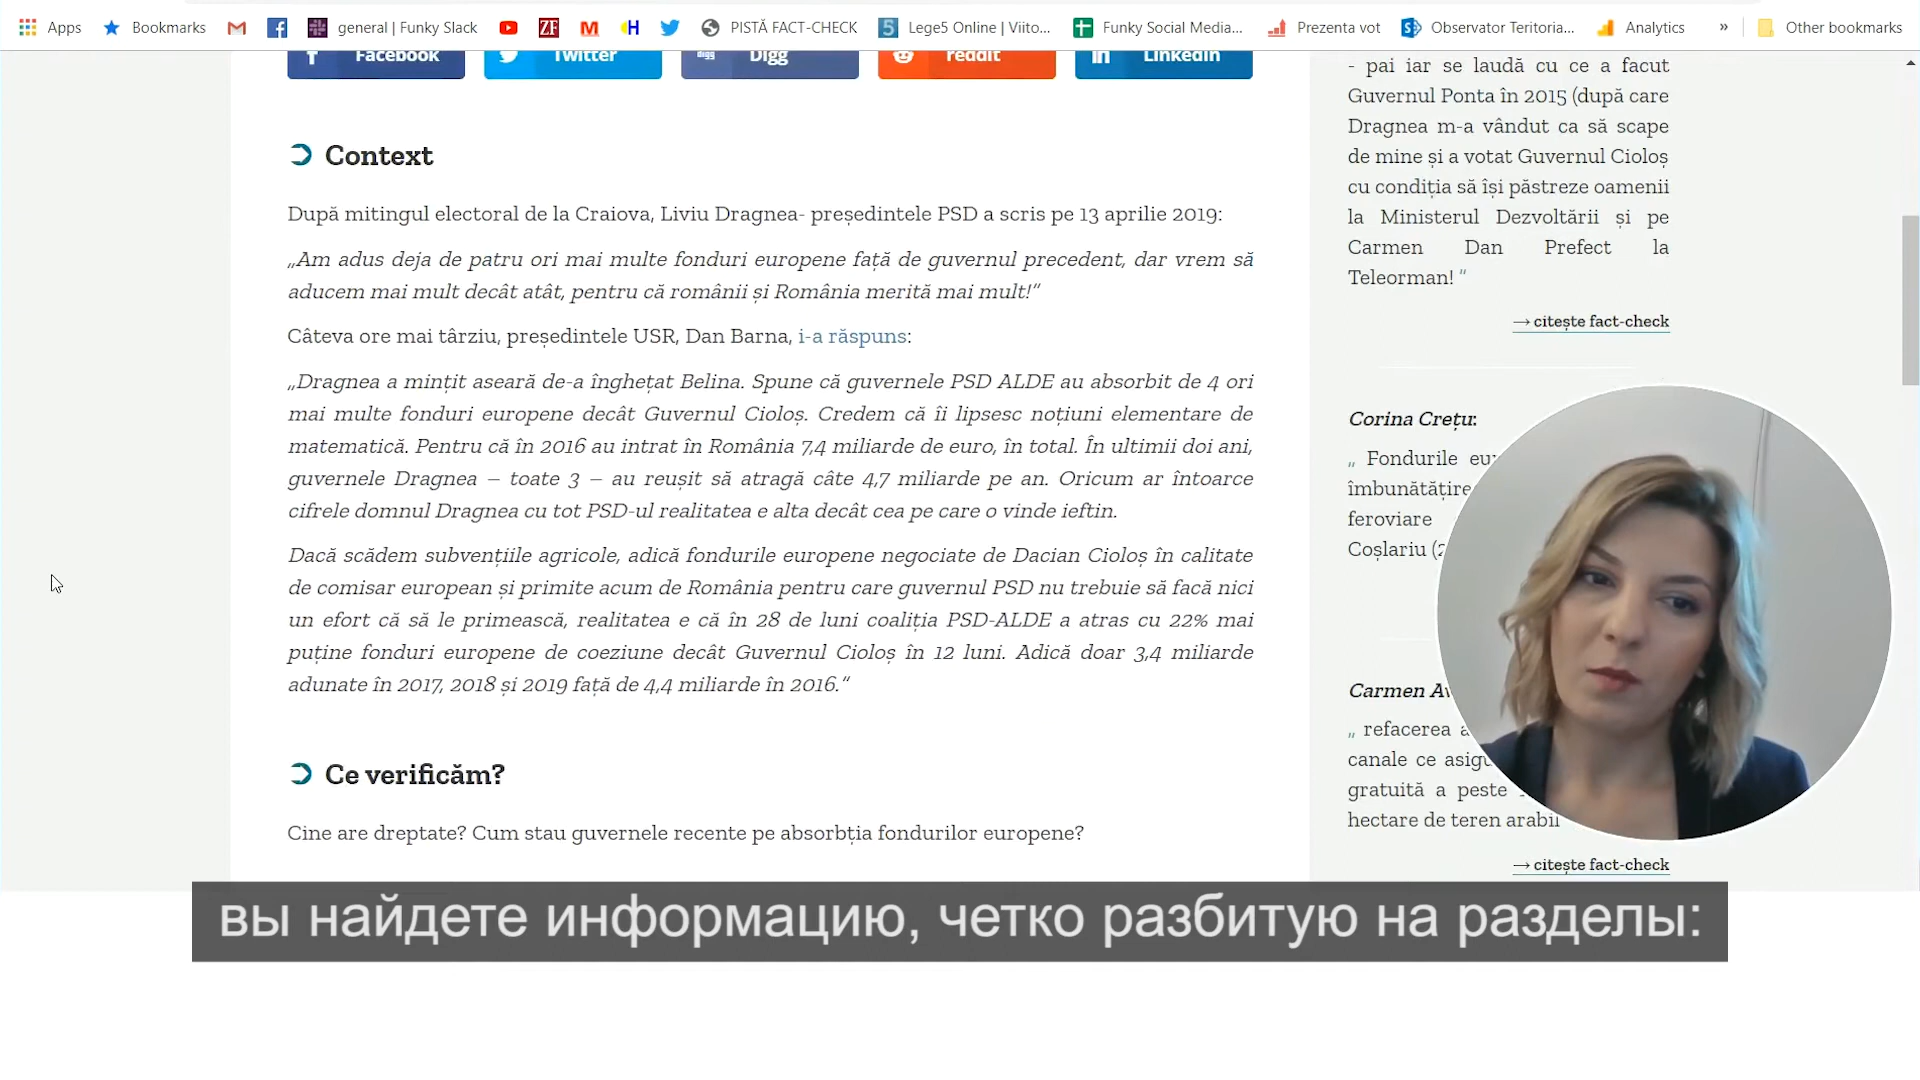 Apps Bookmarks general | Funky Slack ZF M H PISTĂ FACT-CHECK Lege5 Online | Viito... Funky Social Media... Prezenta vot Observator Teritoria... Analytics » Other bookmarks
Facebook Twitter digg Digg reddit in LinkedIn
Context
După mitingul electoral de la Craiova, Liviu Dragnea- președintele PSD a scris pe 13 aprilie 2019:
„Am adus deja de patru ori mai multe fonduri europene față de guvernul precedent, dar vrem să
aducem mai mult decât atât, pentru că românii și România merită mai mult!”
Câteva ore mai târziu, președintele USR, Dan Barna, i-a răspuns:
„Dragnea a mințit aseară de-a înghețat Belina. Spune că guvernele PSD ALDE au absorbit de 4 ori
mai multe fonduri europene decât Guvernul Cioloș. Credem că îi lipsesc noțiuni elementare de
matematică. Pentru că în 2016 au intrat în România 7,4 miliarde de euro, în total. În ultimii doi ani,
guvernele Dragnea – toate 3 – au reușit să atragă câte 4,7 miliarde pe an. Oricum ar întoarce
cifrele domnul Dragnea cu tot PSD-ul realitatea e alta decât cea pe care o vinde ieftin.
Dacă scădem subvențiile agricole, adică fondurile europene negociate de Dacian Cioloș în calitate
de comisar european și primite acum de România pentru care guvernul PSD nu trebuie să facă nici
un efort că să le primească, realitatea e că în 28 de luni coaliția PSD-ALDE a atras cu 22% mai
puține fonduri europene de coeziune decât Guvernul Cioloș în 12 luni. Adică doar 3,4 miliarde
adunate în 2017, 2018 și 2019 față de 4,4 miliarde în 2016.”
Ce verificăm?
Cine are dreptate? Cum stau guvernele recente pe absorbția fondurilor europene?
- pai iar se laudă cu ce a facut
Guvernul Ponta în 2015 (după care
Dragnea m-a vândut ca să scape
de mine și a votat Guvernul Cioloș
cu condiția să își păstreze oamenii
la Ministerul Dezvoltării și pe
Carmen Dan Prefect la
Teleorman! ”
→ citește fact-check
Corina Crețu:
„ Fondurile eu
îmbunătățire
feroviare
Coșlariu (2
Carmen Av
„ refacerea a
canale ce asigu
gratuită a peste
hectare de teren arabil
→ citește fact-check
вы найдете информацию, четко разбитую на разделы: